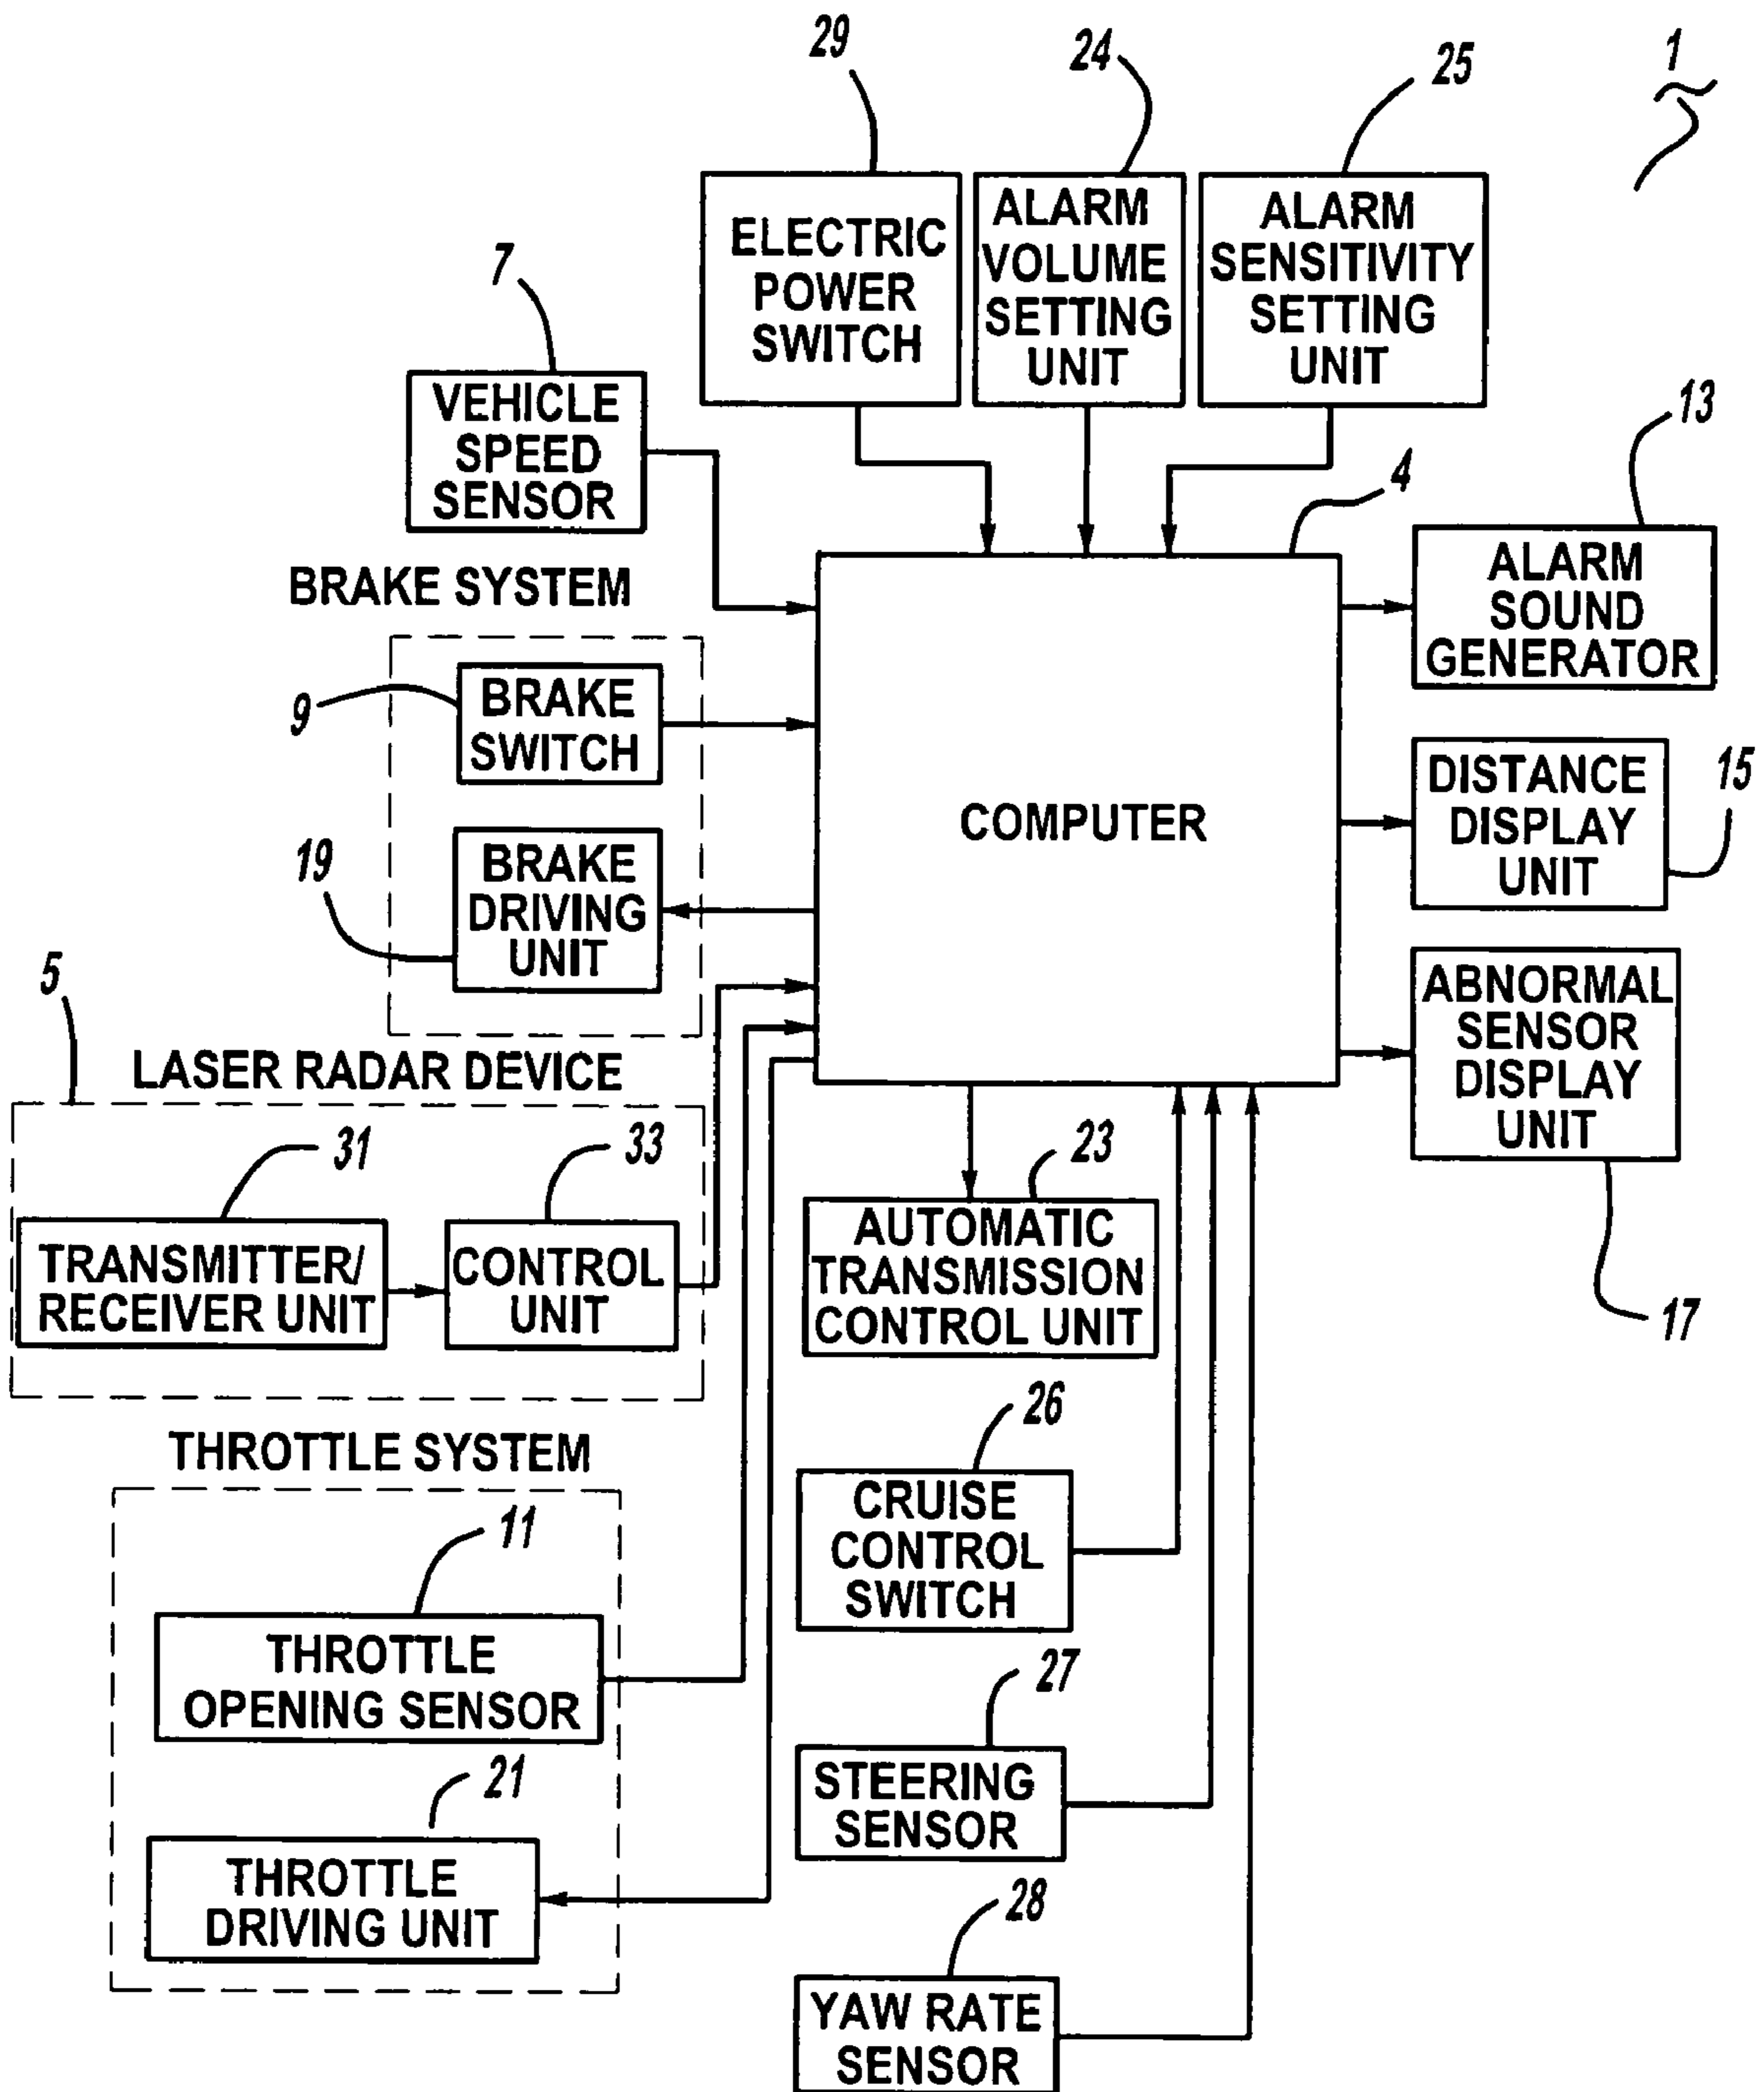 29
24
25
1
ELECTRIC
POWER
SWITCH
ALARM
VOLUME
SETTING
UNIT
ALARM
SENSITIVITY
SETTING
UNIT
7
VEHICLE
SPEED
SENSOR
4
13
ALARM
SOUND
GENERATOR
BRAKE SYSTEM
9
BRAKE
SWITCH
COMPUTER
DISTANCE
DISPLAY
UNIT
15
19
BRAKE
DRIVING
UNIT
5
ABNORMAL
SENSOR
DISPLAY
UNIT
17
LASER RADAR DEVICE
31
33
TRANSMITTER/
RECEIVER UNIT
CONTROL
UNIT
23
AUTOMATIC
TRANSMISSION
CONTROL UNIT
THROTTLE SYSTEM
11
THROTTLE
OPENING SENSOR
21
THROTTLE
DRIVING UNIT
26
CRUISE
CONTROL
SWITCH
27
STEERING
SENSOR
28
YAW RATE
SENSOR